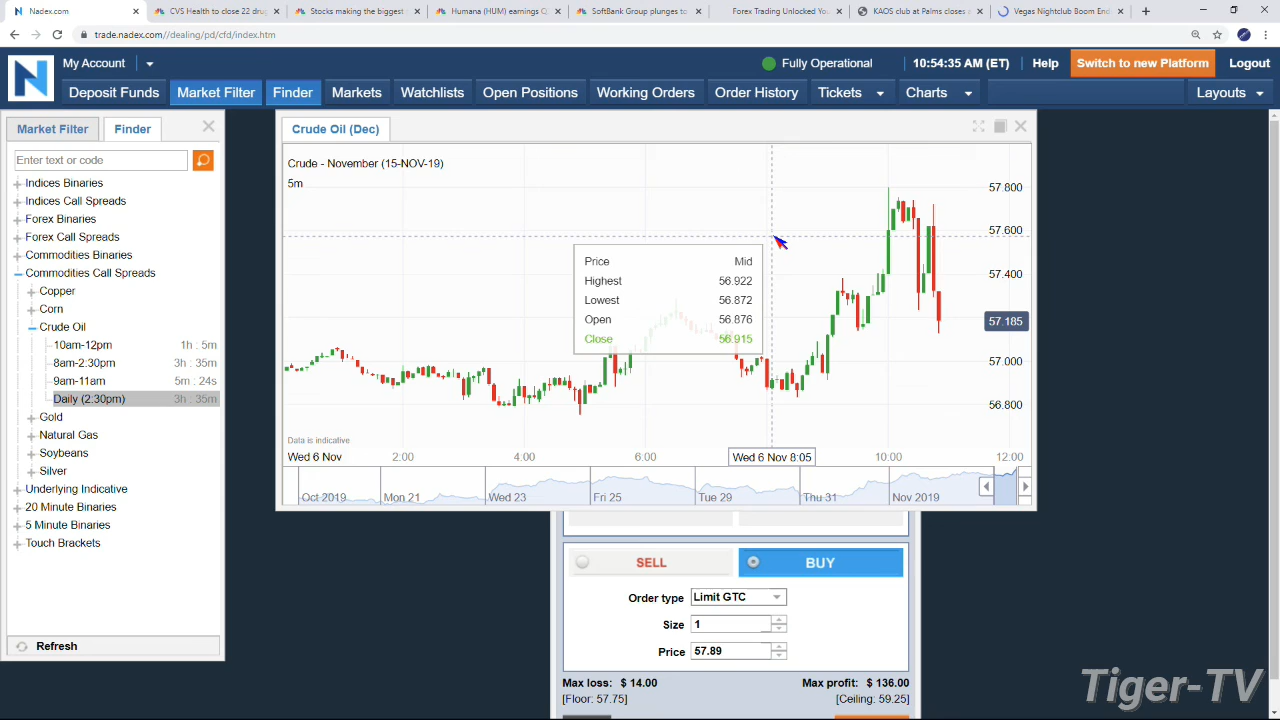 Nadex.com
CVS Health to close 22 drug
Stocks making the biggest
Humana (HUM) earnings Q
SoftBank Group plunges to
Forex Trading Unlocked You
KAOS club at Palms closes
Vegas Nightclub Boom End
trade.nadex.com//dealing/pd/cfd/index.htm
My Account
Fully Operational
10:54:35 AM (ET)
Help
Switch to new Platform
Logout
Deposit Funds
Market Filter
Finder
Markets
Watchlists
Open Positions
Working Orders
Order History
Tickets
Charts
Layouts
Market Filter
Finder
Enter text or code
Indices Binaries
Indices Call Spreads
Forex Binaries
Forex Call Spreads
Commodities Binaries
Commodities Call Spreads
Copper
Corn
Crude Oil
10am-12pm 1h : 5m
8am-2:30pm 3h : 35m
9am-11am 5m : 24s
Daily (2:30pm) 3h : 35m
Gold
Natural Gas
Soybeans
Silver
Underlying Indicative
20 Minute Binaries
5 Minute Binaries
Touch Brackets
Refresh
Crude Oil (Dec)
Crude - November (15-NOV-19)
5m
Price Mid
Highest 56.922
Lowest 56.872
Open 56.876
Close 56.915
57.800
57.600
57.400
57.185
57.000
56.800
Data is indicative
Wed 6 Nov 2:00 4:00 6:00 Wed 6 Nov 8:05 10:00 12:00
Oct 2019 Mon 21 Wed 23 Fri 25 Tue 29 Thu 31 Nov 2019
SELL
BUY
Order type Limit GTC
Size 1
Price 57.89
Max loss: $ 14.00 Max profit: $ 136.00
[Floor: 57.75] [Ceiling: 59.25]
Tiger-TV